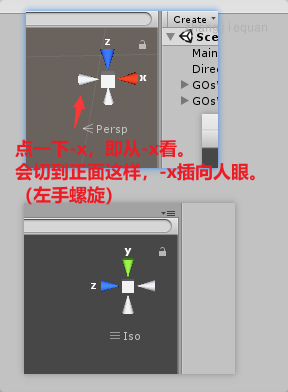 Create
Sce
z
Main
x
Direc
GOs'
GOs'
Persp
点一下-x，即从-x看。
会切到正面这样，-x插向人眼。
（左手螺旋）
y
z
Iso